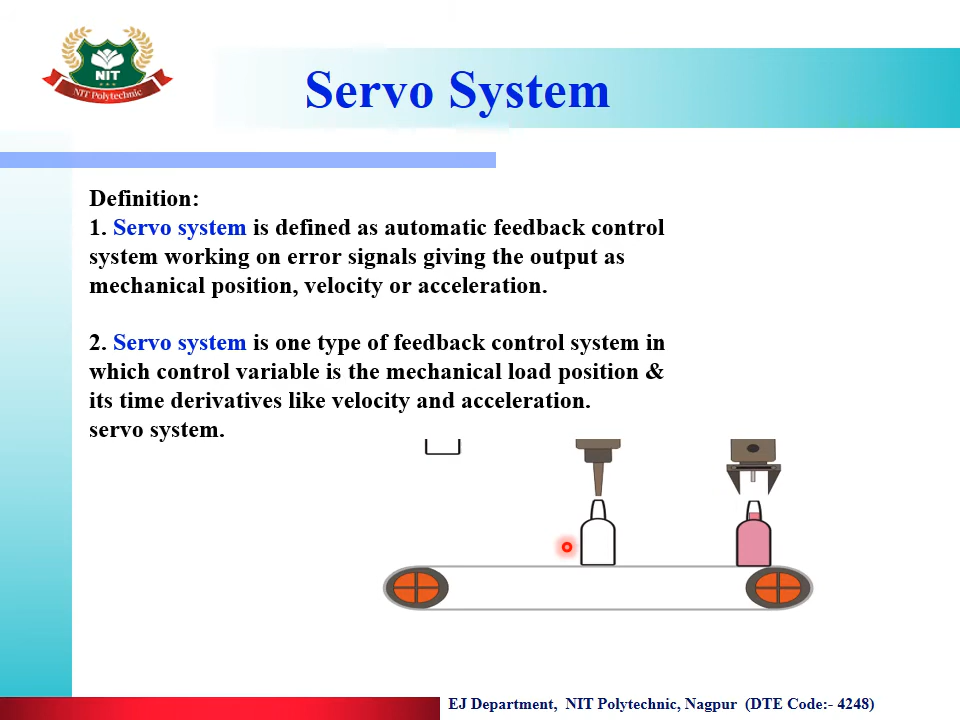 NIT
NIT Polytechnic
Servo System
Definition:
1. Servo system is defined as automatic feedback control
system working on error signals giving the output as
mechanical position, velocity or acceleration.
2. Servo system is one type of feedback control system in
which control variable is the mechanical load position &
its time derivatives like velocity and acceleration.
servo system.
EJ Department, NIT Polytechnic, Nagpur (DTE Code:- 4248)